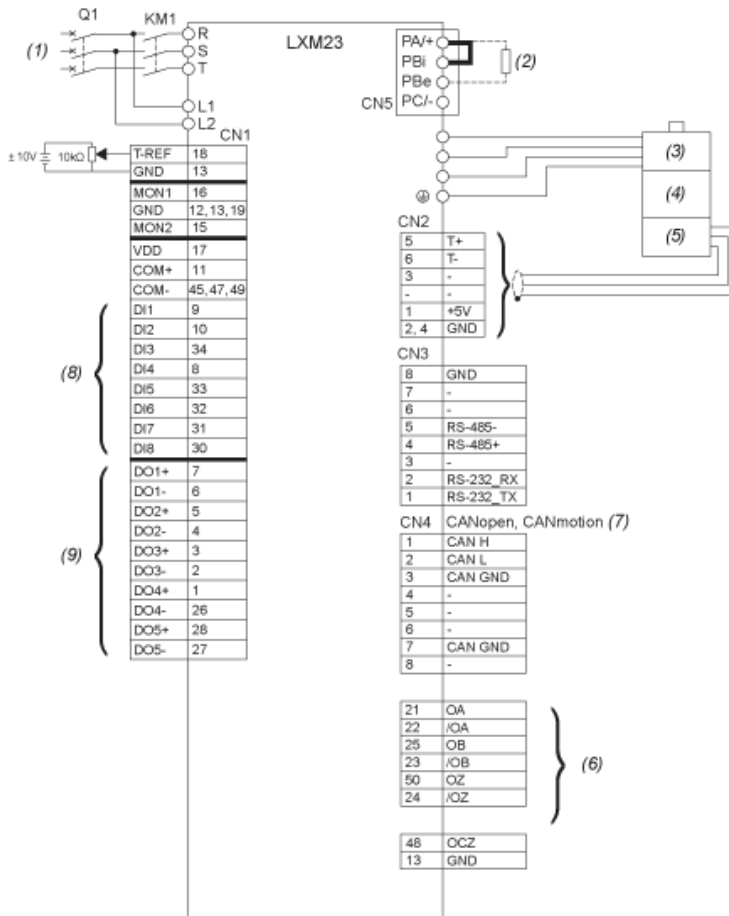 Q1
KM1
(1)
R
S
T
L1
L2
LXM23
PA/+
PBi
PBe
CN5 PC/-
(2)
CN1
± 10V 10kΩ
T-REF 18
GND 13
MON1 16
GND 12,13,19
MON2 15
VDD 17
COM+ 11
COM- 45,47,49
(8)
DI1 9
DI2 10
DI3 34
DI4 8
DI5 33
DI6 32
DI7 31
DI8 30
(9)
DO1+ 7
DO1- 6
DO2+ 5
DO2- 4
DO3+ 3
DO3- 2
DO4+ 1
DO4- 26
DO5+ 28
DO5- 27
(3)
(4)
(5)
CN2
5 T+
6 T-
3 -
- -
1 +5V
2, 4 GND
CN3
8 GND
7 -
6 -
5 RS-485-
4 RS-485+
3 -
2 RS-232_RX
1 RS-232_TX
CN4 CANopen, CANmotion (7)
1 CAN H
2 CAN L
3 CAN GND
4 -
5 -
6 -
7 CAN GND
8 -
21 OA
22 /OA
25 OB
23 /OB
50 OZ
24 /OZ
(6)
48 OCZ
13 GND